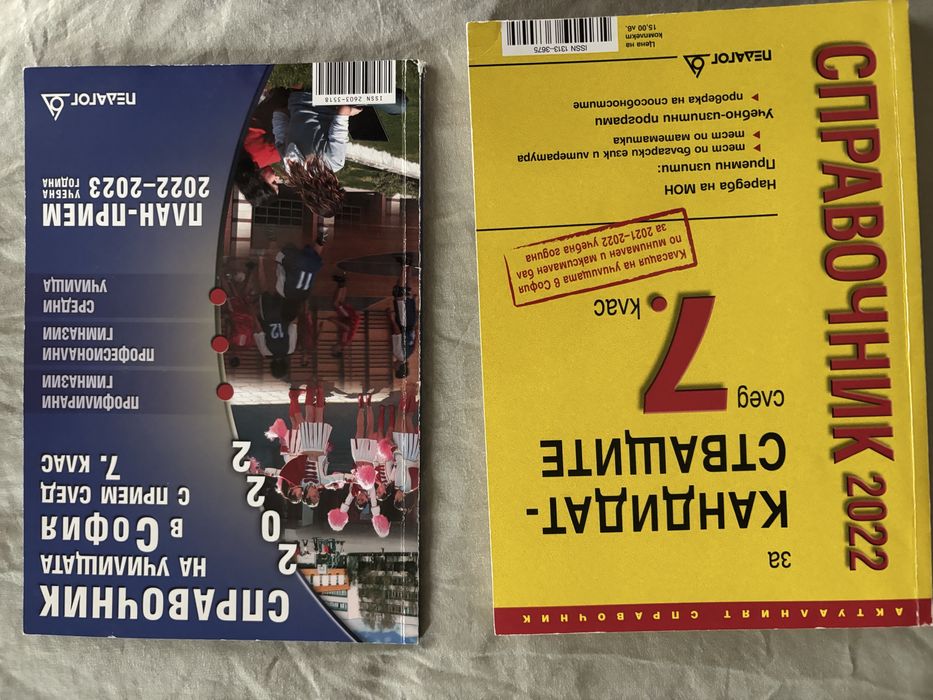 СПРАВОЧНИК
НА УЧИЛИЩАТА
В СОФИЯ
С ПРИЕМ СЛЕД
7. КЛАС
2022
ПРОФИЛИРАНИ
ГИМНАЗИИ
ПРОФЕСИОНАЛНИ
ГИМНАЗИИ
СРЕДНИ
УЧИЛИЩА
ПЛАН-ПРИЕМ
2022–2023 УЧЕБНА
ГОДИНА
ПЕДАГОГ 6
ISSN 2603-3518
12
11
АКТУАЛНИЯТ СПРАВОЧНИК
СПРАВОЧНИК 2022
за
КАНДИДАТ-
СТВАЩИТЕ
след
7. клас
Класация на училищата в София
по минимален и максимален бал
за 2021–2022 учебна година
Наредба на МОН
Приемни изпити:
тест по български език и литература
тест по математика
Учебно-изпитни програми
проверка на способностите
ПЕДАГОГ 6
Цена на
комплект
15,00 лв.
ISSN 1313-3675